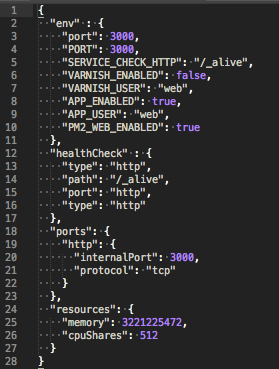 1 {
2 "env" : {
3 "port": 3000,
4 "PORT": 3000,
5 "SERVICE_CHECK_HTTP": "/_alive",
6 "VARNISH_ENABLED": false,
7 "VARNISH_USER": "web",
8 "APP_ENABLED": true,
9 "APP_USER": "web",
10 "PM2_WEB_ENABLED": true
11 },
12 "healthCheck" : {
13 "type": "http",
14 "path": "/_alive",
15 "port": "http",
16 "type": "http"
17 },
18 "ports": {
19 "http": {
20 "internalPort": 3000,
21 "protocol": "tcp"
22 }
23 },
24 "resources": {
25 "memory": 3221225472,
26 "cpuShares": 512
27 }
28 }